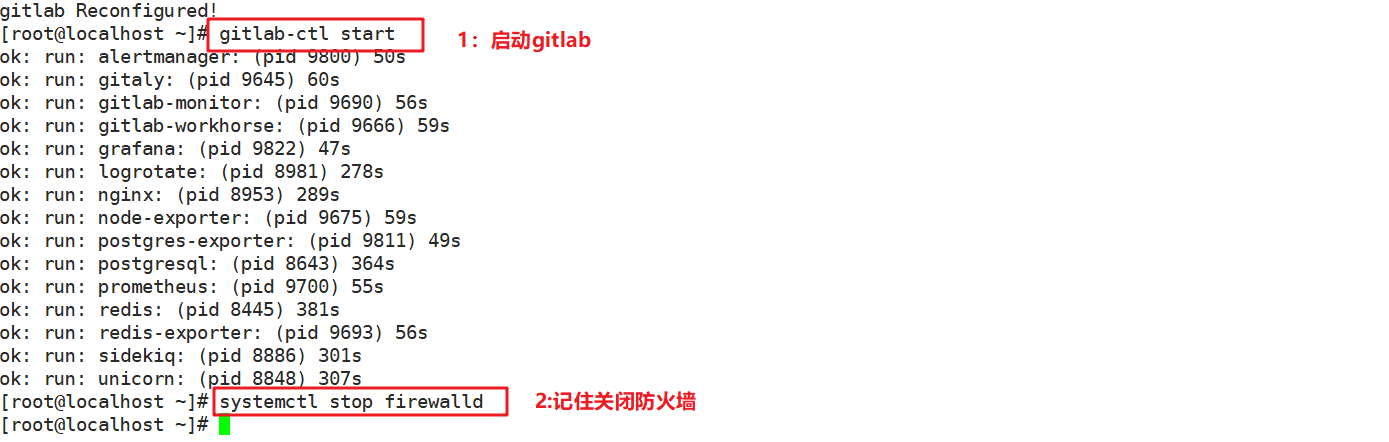 gitlab Reconfigured!
[root@localhost ~]# gitlab-ctl start 1：启动gitlab
ok: run: alertmanager: (pid 9800) 50s
ok: run: gitaly: (pid 9645) 60s
ok: run: gitlab-monitor: (pid 9690) 56s
ok: run: gitlab-workhorse: (pid 9666) 59s
ok: run: grafana: (pid 9822) 47s
ok: run: logrotate: (pid 8981) 278s
ok: run: nginx: (pid 8953) 289s
ok: run: node-exporter: (pid 9675) 59s
ok: run: postgres-exporter: (pid 9811) 49s
ok: run: postgresql: (pid 8643) 364s
ok: run: prometheus: (pid 9700) 55s
ok: run: redis: (pid 8445) 381s
ok: run: redis-exporter: (pid 9693) 56s
ok: run: sidekiq: (pid 8886) 301s
ok: run: unicorn: (pid 8848) 307s
[root@localhost ~]# systemctl stop firewalld 2:记住关闭防火墙
[root@localhost ~]#